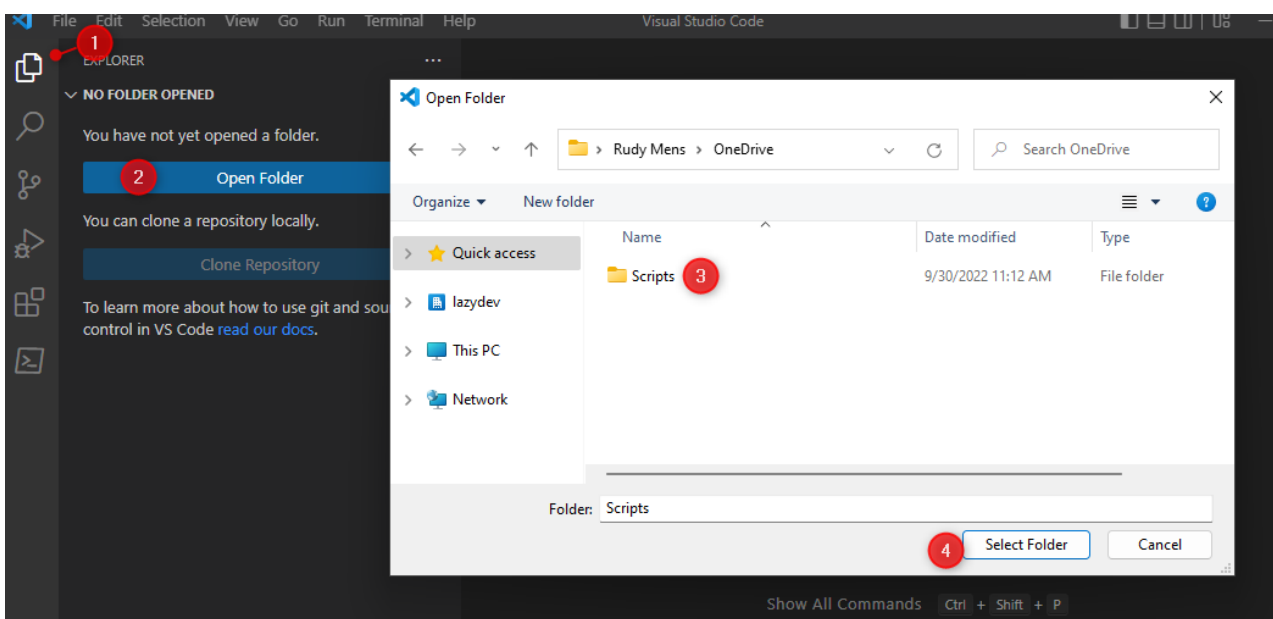 File Edit Selection View Go Run Terminal Help Visual Studio Code
1
EXPLORER ...
NO FOLDER OPENED
You have not yet opened a folder.
2 Open Folder
You can clone a repository locally.
Clone Repository
To learn more about how to use git and sou
control in VS Code read our docs.
Open Folder
Rudy Mens > OneDrive
Search OneDrive
Organize New folder
?
Name Date modified Type
Quick access
Scripts 3 9/30/2022 11:12 AM File folder
lazydev
This PC
Network
Folder: Scripts
4 Select Folder Cancel
Show All Commands Ctrl + Shift + P